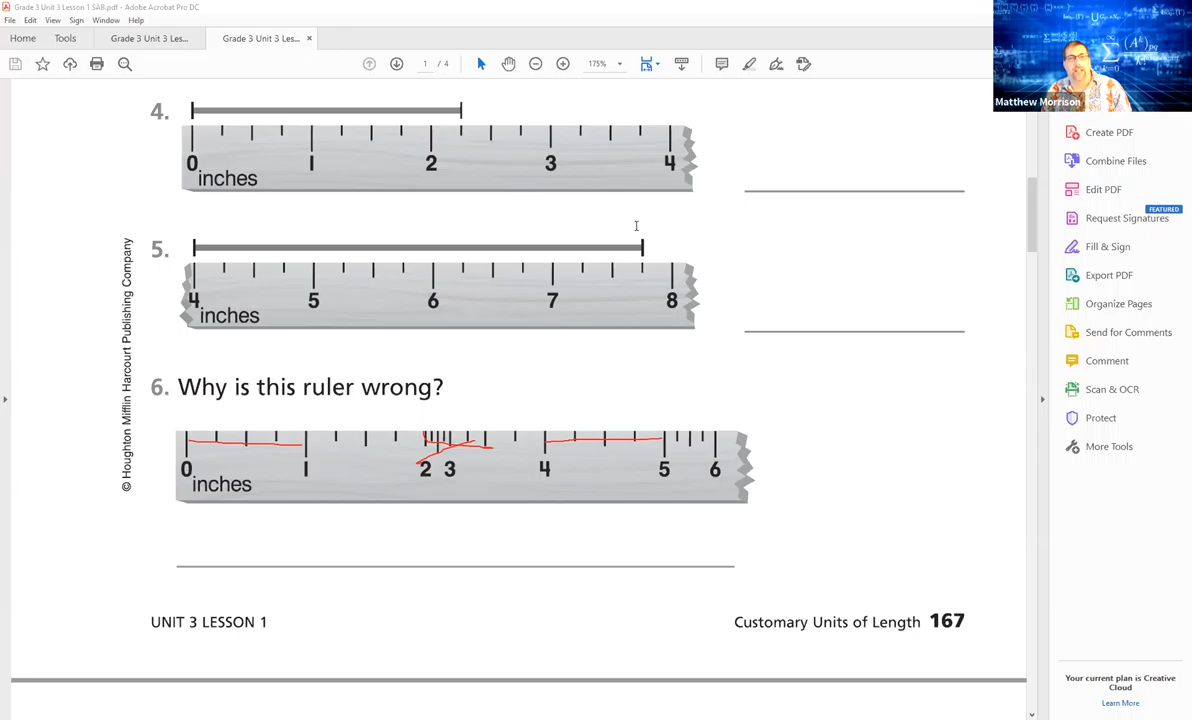 Grade 3 Unit 3 Lesson 1 SAB.pdf - Adobe Acrobat Pro DC
File Edit View Sign Window Help
Home Tools Grade 3 Unit 3 Les... Grade 3 Unit 3 Les... ×
1 / 4 175%
Matthew Morrison
4.
0 1 2 3 4
inches
5.
4 5 6 7 8
inches
6. Why is this ruler wrong?
0 1 2 3 4 5 6
inches
© Houghton Mifflin Harcourt Publishing Company
UNIT 3 LESSON 1
Customary Units of Length 167
Create PDF
Combine Files
Edit PDF
FEATURED
Request Signatures
Fill & Sign
Export PDF
Organize Pages
Send for Comments
Comment
Scan & OCR
Protect
More Tools
Your current plan is Creative
Cloud
Learn More